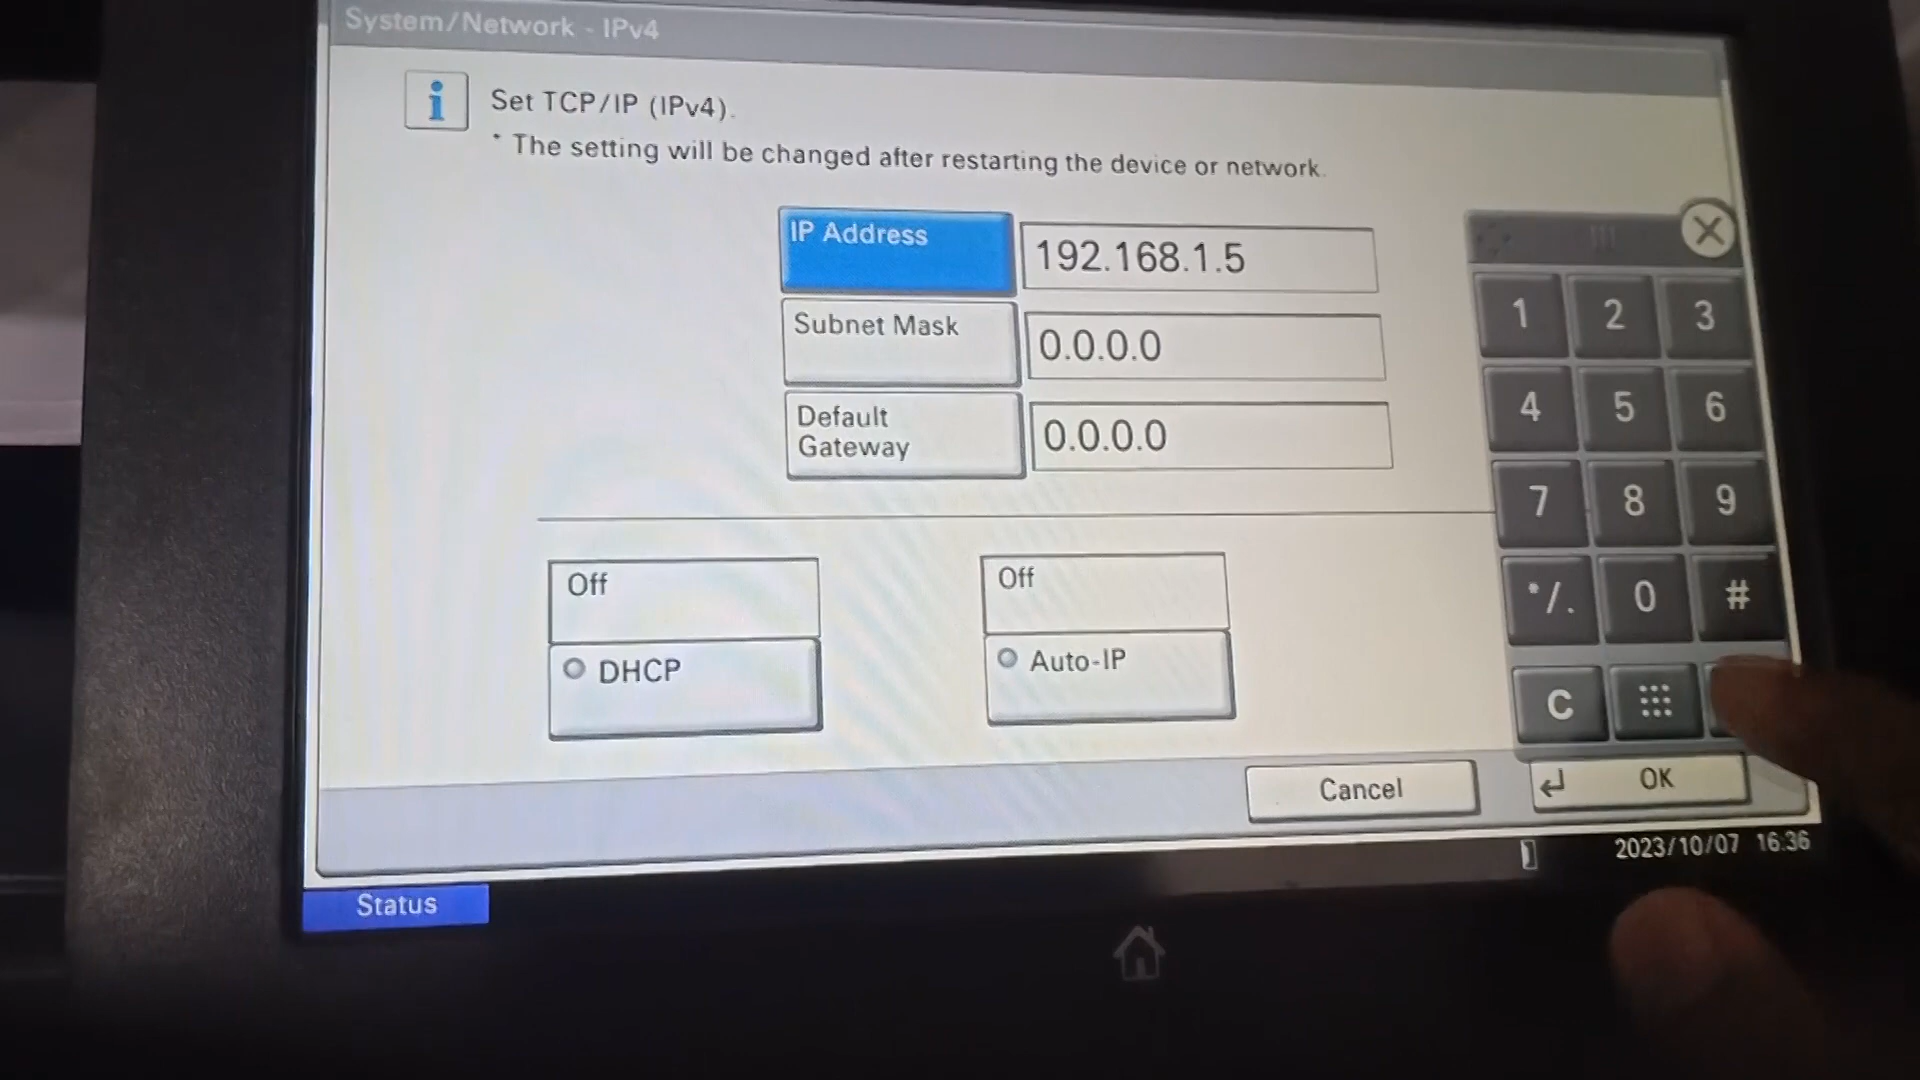 System/Network - IPv4
Set TCP/IP (IPv4).
* The setting will be changed after restarting the device or network.
IP Address
192.168.1.5
Subnet Mask
0.0.0.0
Default
Gateway
0.0.0.0
Off
DHCP
Off
Auto-IP
1 2 3
4 5 6
7 8 9
*/. 0 #
C
Cancel
OK
2023/10/07 16:36
Status